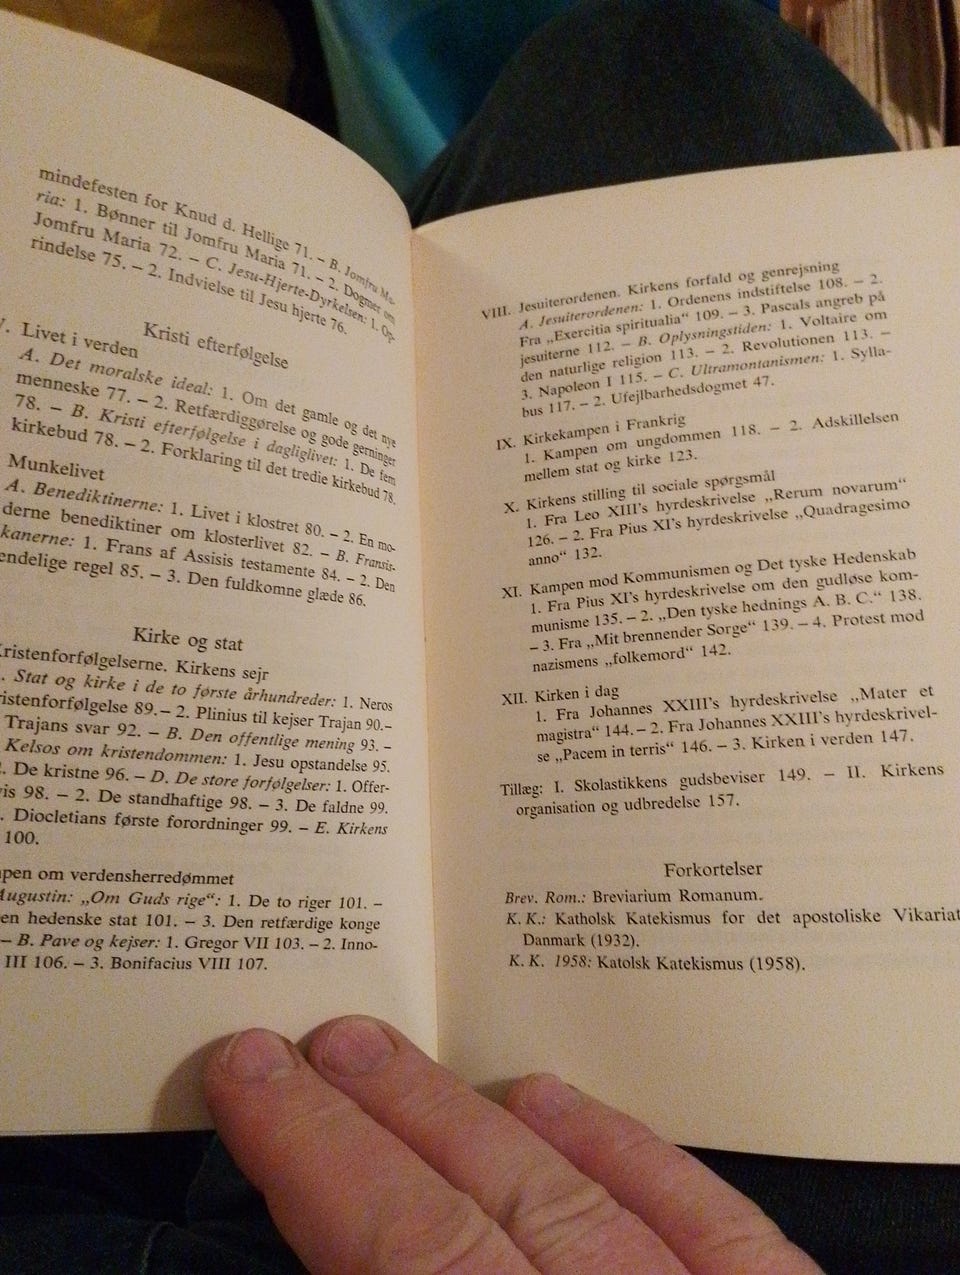 mindefesten for Knud d. Hellige 71. – B. Jomfru Ma-
ria: 1. Bønner til Jomfru Maria 71. – 2. Dogmer om
Jomfru Maria 72. – C. Jesu-Hjerte-Dyrkelsen: 1. Op-
rindelse 75. – 2. Indvielse til Jesu hjerte 76.
Kristi efterfølgelse
V. Livet i verden
A. Det moralske ideal: 1. Om det gamle og det nye
menneske 77. – 2. Retfærdiggørelse og gode gerninger
78. – B. Kristi efterfølgelse i dagliglivet: 1. De fem
kirkebud 78. – 2. Forklaring til det tredie kirkebud 78.
Munkelivet
A. Benediktinerne: 1. Livet i klostret 80. – 2. En mo-
derne benediktiner om klosterlivet 82. – B. Fransis-
kanerne: 1. Frans af Assisis testamente 84. – 2. Den
endelige regel 85. – 3. Den fuldkomne glæde 86.
Kirke og stat
Kristenforfølgelserne. Kirkens sejr
. Stat og kirke i de to første århundreder: 1. Neros
istenforfølgelse 89. – 2. Plinius til kejser Trajan 90. –
Trajans svar 92. – B. Den offentlige mening 93. –
Kelsos om kristendommen: 1. Jesu opstandelse 95.
. De kristne 96. – D. De store forfølgelser: 1. Offer-
vis 98. – 2. De standhaftige 98. – 3. De faldne 99.
. Diocletians første forordninger 99. – E. Kirkens
100.
pen om verdensherredømmet
Augustin: „Om Guds rige“: 1. De to riger 101. –
en hedenske stat 101. – 3. Den retfærdige konge
– B. Pave og kejser: 1. Gregor VII 103. – 2. Inno-
III 106. – 3. Bonifacius VIII 107.
VIII. Jesuiterordenen. Kirkens forfald og genrejsning
A. Jesuiterordenen: 1. Ordenens indstiftelse 108. – 2.
Fra „Exercitia spiritualia“ 109. – 3. Pascals angreb på
jesuiterne 112. – B. Oplysningstiden: 1. Voltaire om
den naturlige religion 113. – 2. Revolutionen 113. –
3. Napoleon I 115. – C. Ultramontanismen: 1. Sylla-
bus 117. – 2. Ufejlbarhedsdogmet 47.
IX. Kirkekampen i Frankrig
1. Kampen om ungdommen 118. – 2. Adskillelsen
mellem stat og kirke 123.
X. Kirkens stilling til sociale spørgsmål
1. Fra Leo XIII's hyrdeskrivelse „Rerum novarum“
126. – 2. Fra Pius XI's hyrdeskrivelse „Quadragesimo
anno“ 132.
XI. Kampen mod Kommunismen og Det tyske Hedenskab
1. Fra Pius XI's hyrdeskrivelse om den gudløse kom-
munisme 135. – 2. „Den tyske hednings A. B. C.“ 138.
– 3. Fra „Mit brennender Sorge“ 139. – 4. Protest mod
nazismens „folkemord“ 142.
XII. Kirken i dag
1. Fra Johannes XXIII's hyrdeskrivelse „Mater et
magistra“ 144. – 2. Fra Johannes XXIII's hyrdeskrivel-
se „Pacem in terris“ 146. – 3. Kirken i verden 147.
Tillæg: I. Skolastikkens gudsbeviser 149. – II. Kirkens
organisation og udbredelse 157.
Forkortelser
Brev. Rom.: Breviarium Romanum.
K. K.: Katholsk Katekismus for det apostoliske Vikariat
Danmark (1932).
K. K. 1958: Katolsk Katekismus (1958).